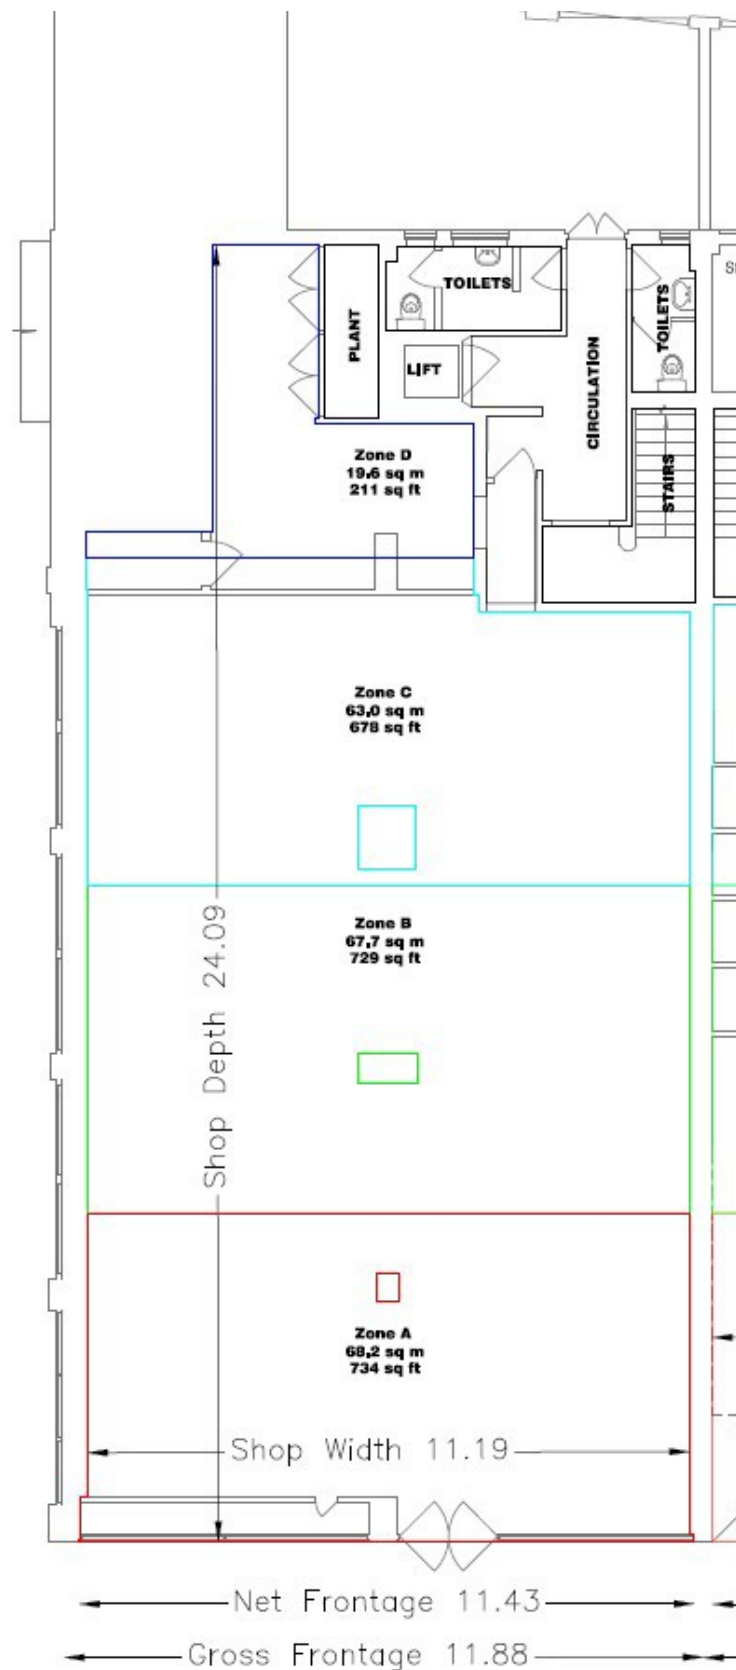 TOILETS
TOILETS
PLANT
LIFT
CIRCULATION
STAIRS
Zone D
19.6 sq m
211 sq ft
Zone C
63.0 sq m
678 sq ft
Zone B
67.7 sq m
729 sq ft
Shop Depth 24.09
Zone A
68.2 sq m
734 sq ft
Shop Width 11.19
Net Frontage 11.43
Gross Frontage 11.88